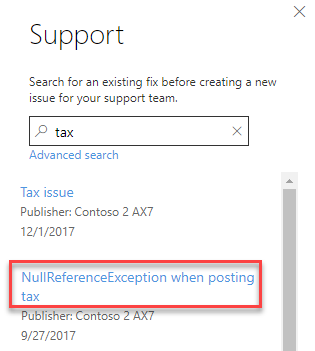 Support
Search for an existing fix before creating a new
issue for your support team.
tax
Advanced search
Tax issue
Publisher: Contoso 2 AX7
12/1/2017
NullReferenceException when posting
tax
Publisher: Contoso 2 AX7
9/27/2017